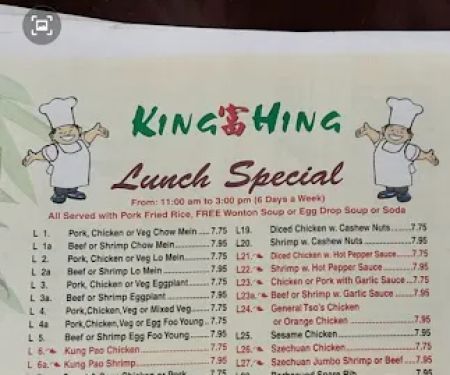 KING富HING
Lunch Special
From: 11:00 am to 3:00 pm (6 Days a Week)
All Served with Pork Fried Rice, FREE Wonton Soup or Egg Drop Soup or Soda
L 1. Pork, Chicken or Veg Chow Mein.....7.75
L 1a Beef or Shrimp Chow Mein..........7.95
L 2. Pork, Chicken or Veg Lo Mein.......7.75
L 2a Beef or Shrimp Lo Mein..............7.95
L 3. Pork, Chicken or Veg Eggplant......7.75
L 3a. Beef or Shrimp Eggplant.............7.95
L 4. Pork,Chicken,Veg or Mixed Veg....7.75
L 4a Pork,Chicken,Veg or Egg Foo Young..7.75
L 5. Beef or Shrimp Egg Foo Young.....7.95
L 6. Kung Pao Chicken....................7.75
L 6a. Kung Pao Shrimp.....................7.95
L19. Diced Chicken w. Cashew Nuts.....7.75
L20. Shrimp w. Cashew Nuts..............7.95
L21. Diced Chicken w. Hot Pepper Sauce....7.75
L22. Shrimp w. Hot Pepper Sauce.......7.95
L23. Chicken or Pork with Garlic Sauce...7.75
L23a. Beef or Shrimp w. Garlic Sauce.....7.95
L24. General Tso's Chicken
or Orange Chicken......................7.95
L25. Sesame Chicken........................7.95
L26. Szechuan Chicken.....................7.95
L27. Szechuan Jumbo Shrimp or Beef....7.95